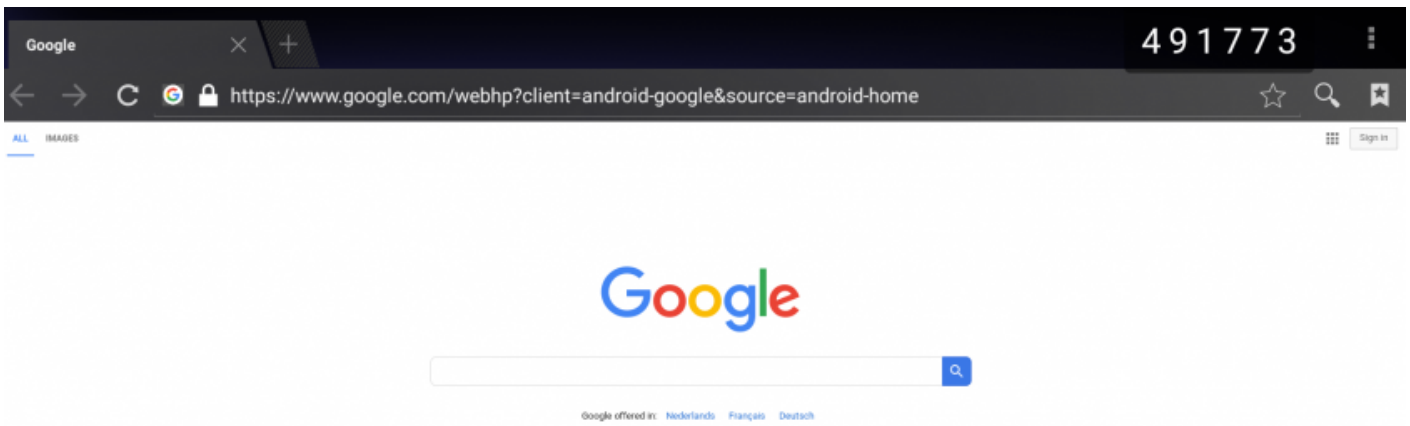 Google
491773
https://www.google.com/webhp?client=android-google&source=android-home
ALL IMAGES
Sign in
Google
Google offered in: Nederlands Français Deutsch